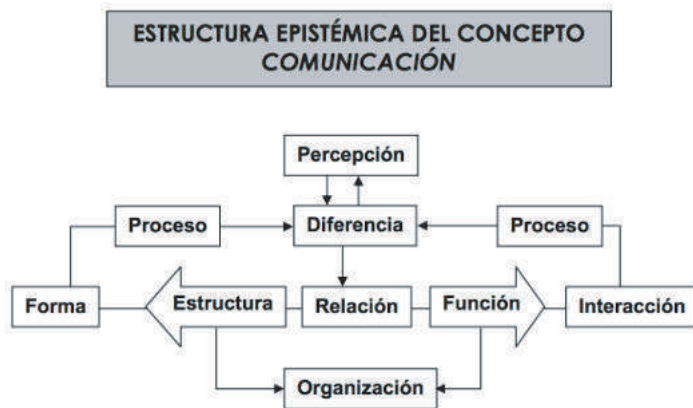 ESTRUCTURA EPISTÉMICA DEL CONCEPTO
COMUNICACIÓN
Percepción
Proceso
Diferencia
Proceso
Forma
Estructura
Relación
Función
Interacción
Organización